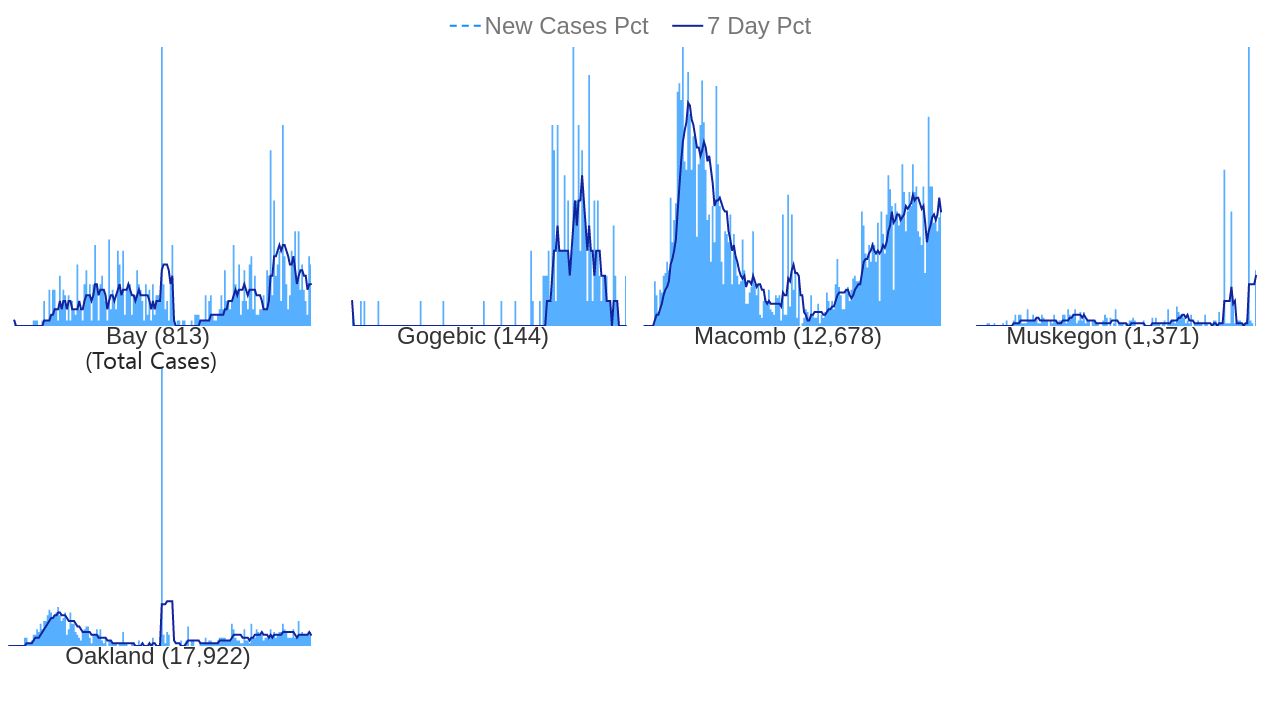 New Cases Pct 7 Day Pct
Bay (813)
(Total Cases)
Gogebic (144)
Macomb (12,678)
Muskegon (1,371)
Oakland (17,922)